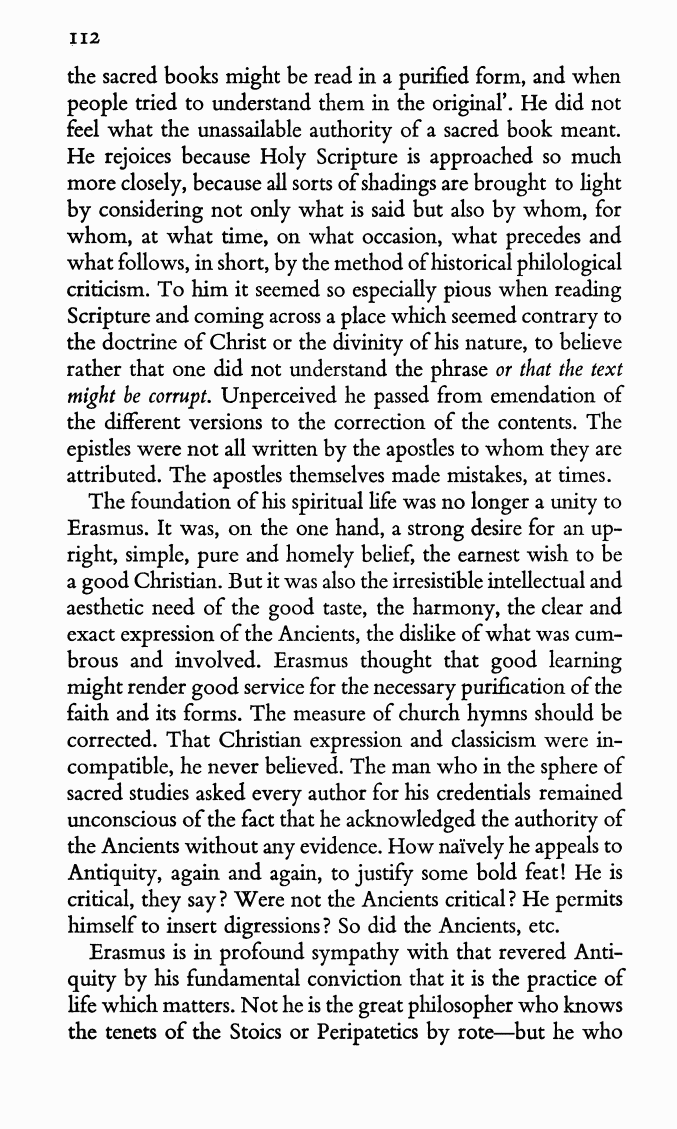 112
the sacred books might be read in a purified form, and when
people tried to understand them in the original’. He did not
feel what the unassailable authority of a sacred book meant.
He rejoices because Holy Scripture is approached so much
more closely, because all sorts of shadings are brought to light
by considering not only what is said but also by whom, for
whom, at what time, on what occasion, what precedes and
what follows, in short, by the method of historical philological
criticism. To him it seemed so especially pious when reading
Scripture and coming across a place which seemed contrary to
the doctrine of Christ or the divinity of his nature, to believe
rather that one did not understand the phrase or that the text
might be corrupt. Unperceived he passed from emendation of
the different versions to the correction of the contents. The
epistles were not all written by the apostles to whom they are
attributed. The apostles themselves made mistakes, at times.
The foundation of his spiritual life was no longer a unity to
Erasmus. It was, on the one hand, a strong desire for an up-
right, simple, pure and homely belief, the earnest wish to be
a good Christian. But it was also the irresistible intellectual and
aesthetic need of the good taste, the harmony, the clear and
exact expression of the Ancients, the dislike of what was cum-
brous and involved. Erasmus thought that good learning
might render good service for the necessary purification of the
faith and its forms. The measure of church hymns should be
corrected. That Christian expression and classicism were in-
compatible, he never believed. The man who in the sphere of
sacred studies asked every author for his credentials remained
unconscious of the fact that he acknowledged the authority of
the Ancients without any evidence. How naïvely he appeals to
Antiquity, again and again, to justify some bold feat! He is
critical, they say? Were not the Ancients critical? He permits
himself to insert digressions? So did the Ancients, etc.
Erasmus is in profound sympathy with that revered Anti-
quity by his fundamental conviction that it is the practice of
life which matters. Not he is the great philosopher who knows
the tenets of the Stoics or Peripatetics by rote—but he who